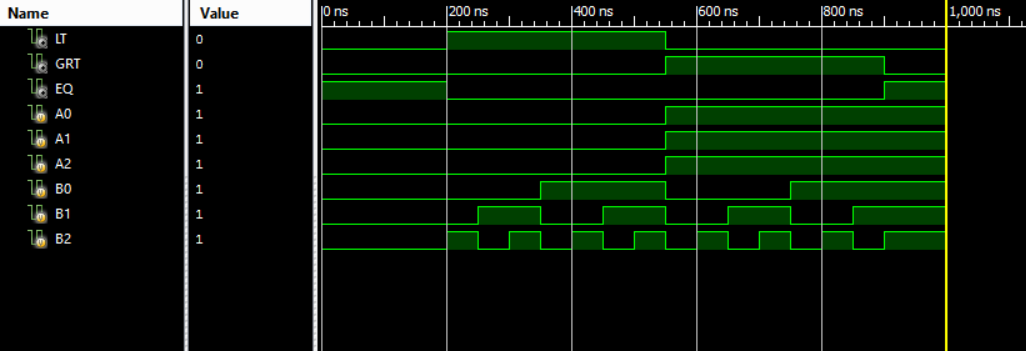 Name Value 0 ns 200 ns 400 ns 600 ns 800 ns 1,000 ns
LT 0
GRT 0
EQ 1
A0 1
A1 1
A2 1
B0 1
B1 1
B2 1